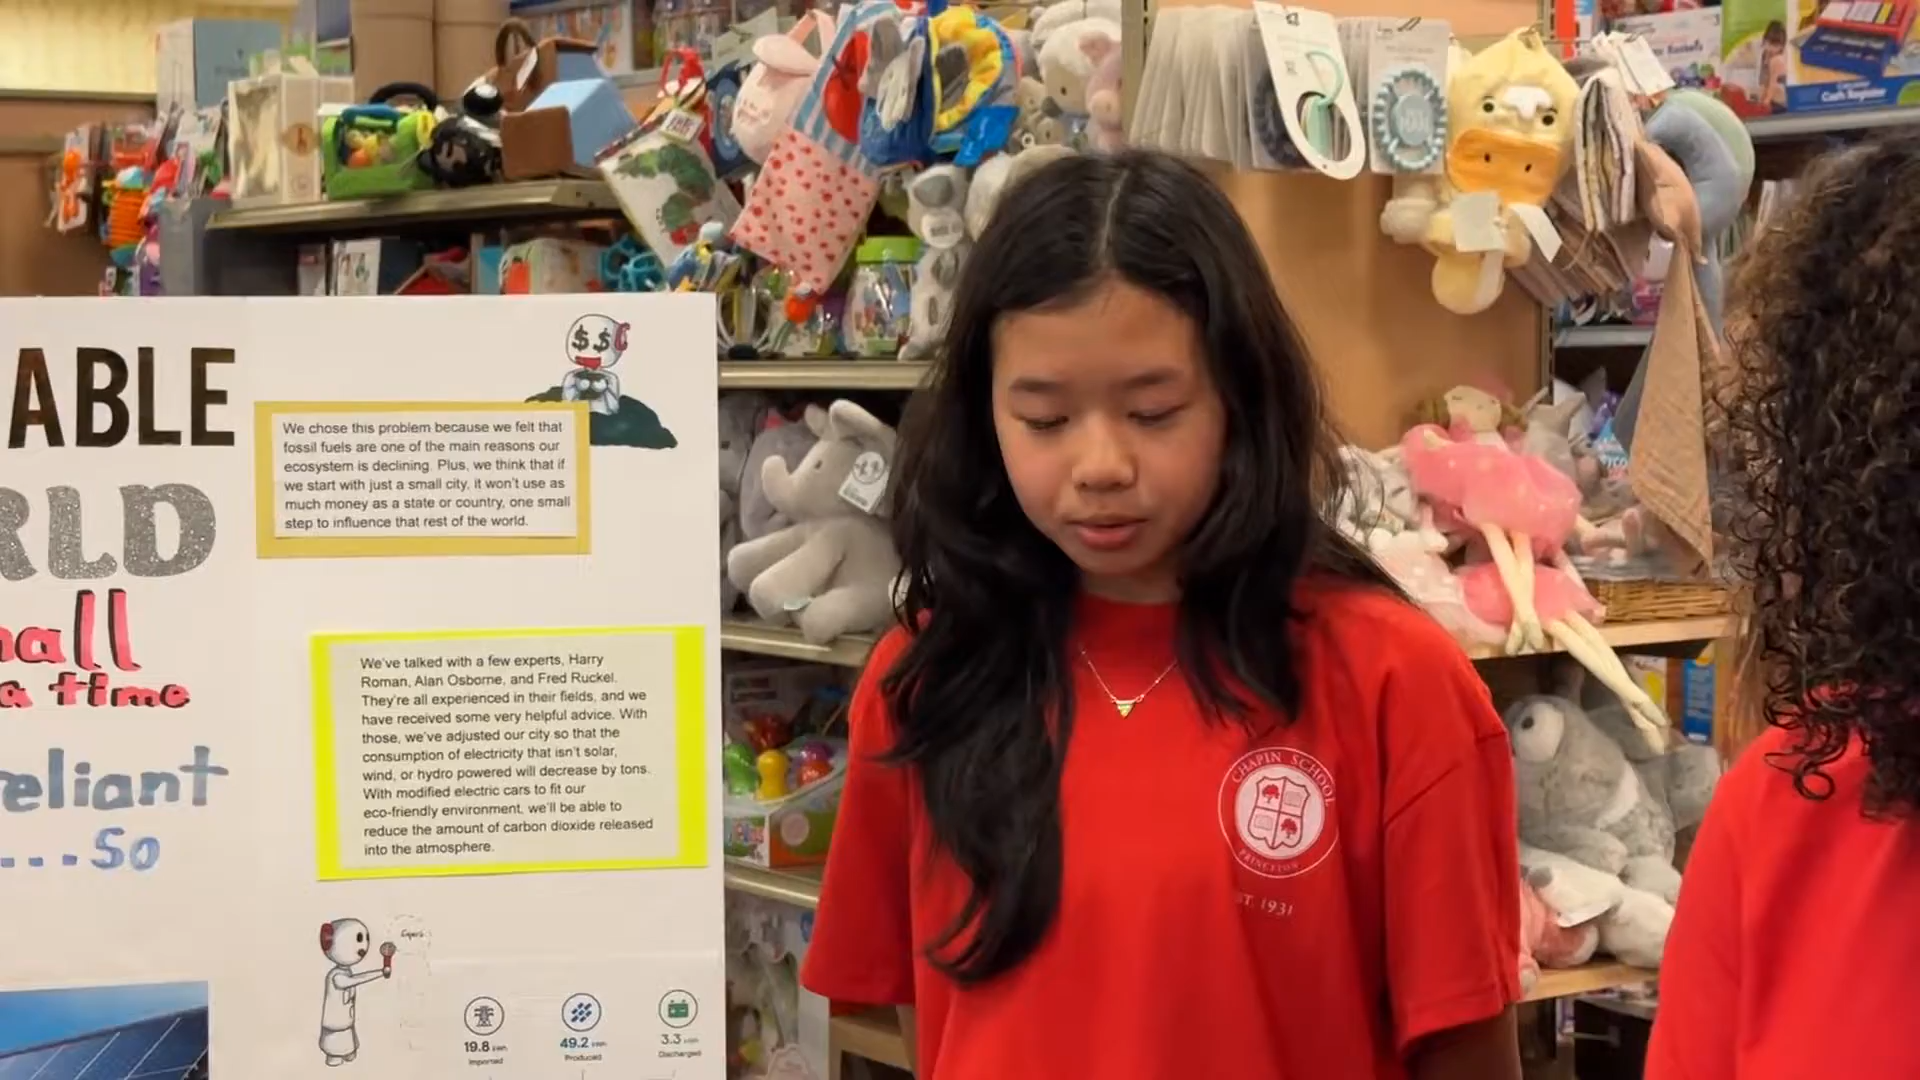 ABLE
RLD
all
a time
eliant
....So
We chose this problem because we felt that
fossil fuels are one of the main reasons our
ecosystem is declining. Plus, we think that if
we start with just a small city, it won't use as
much money as a state or country, one small
step to influence that rest of the world.
We've talked with a few experts, Harry
Roman, Alan Osborne, and Fred Ruckel.
They're all experienced in their fields, and we
have received some very helpful advice. With
those, we've adjusted our city so that the
consumption of electricity that isn't solar,
wind, or hydro powered will decrease by tons.
With modified electric cars to fit our
eco-friendly environment, we'll be able to
reduce the amount of carbon dioxide released
into the atmosphere.
$ $
19.8 kWh
Imported
49.2 kWh
Produced
3.3 kWh
Discharged
CHAPIN SCHOOL
PRINCETON
EST. 1931
Cash Register